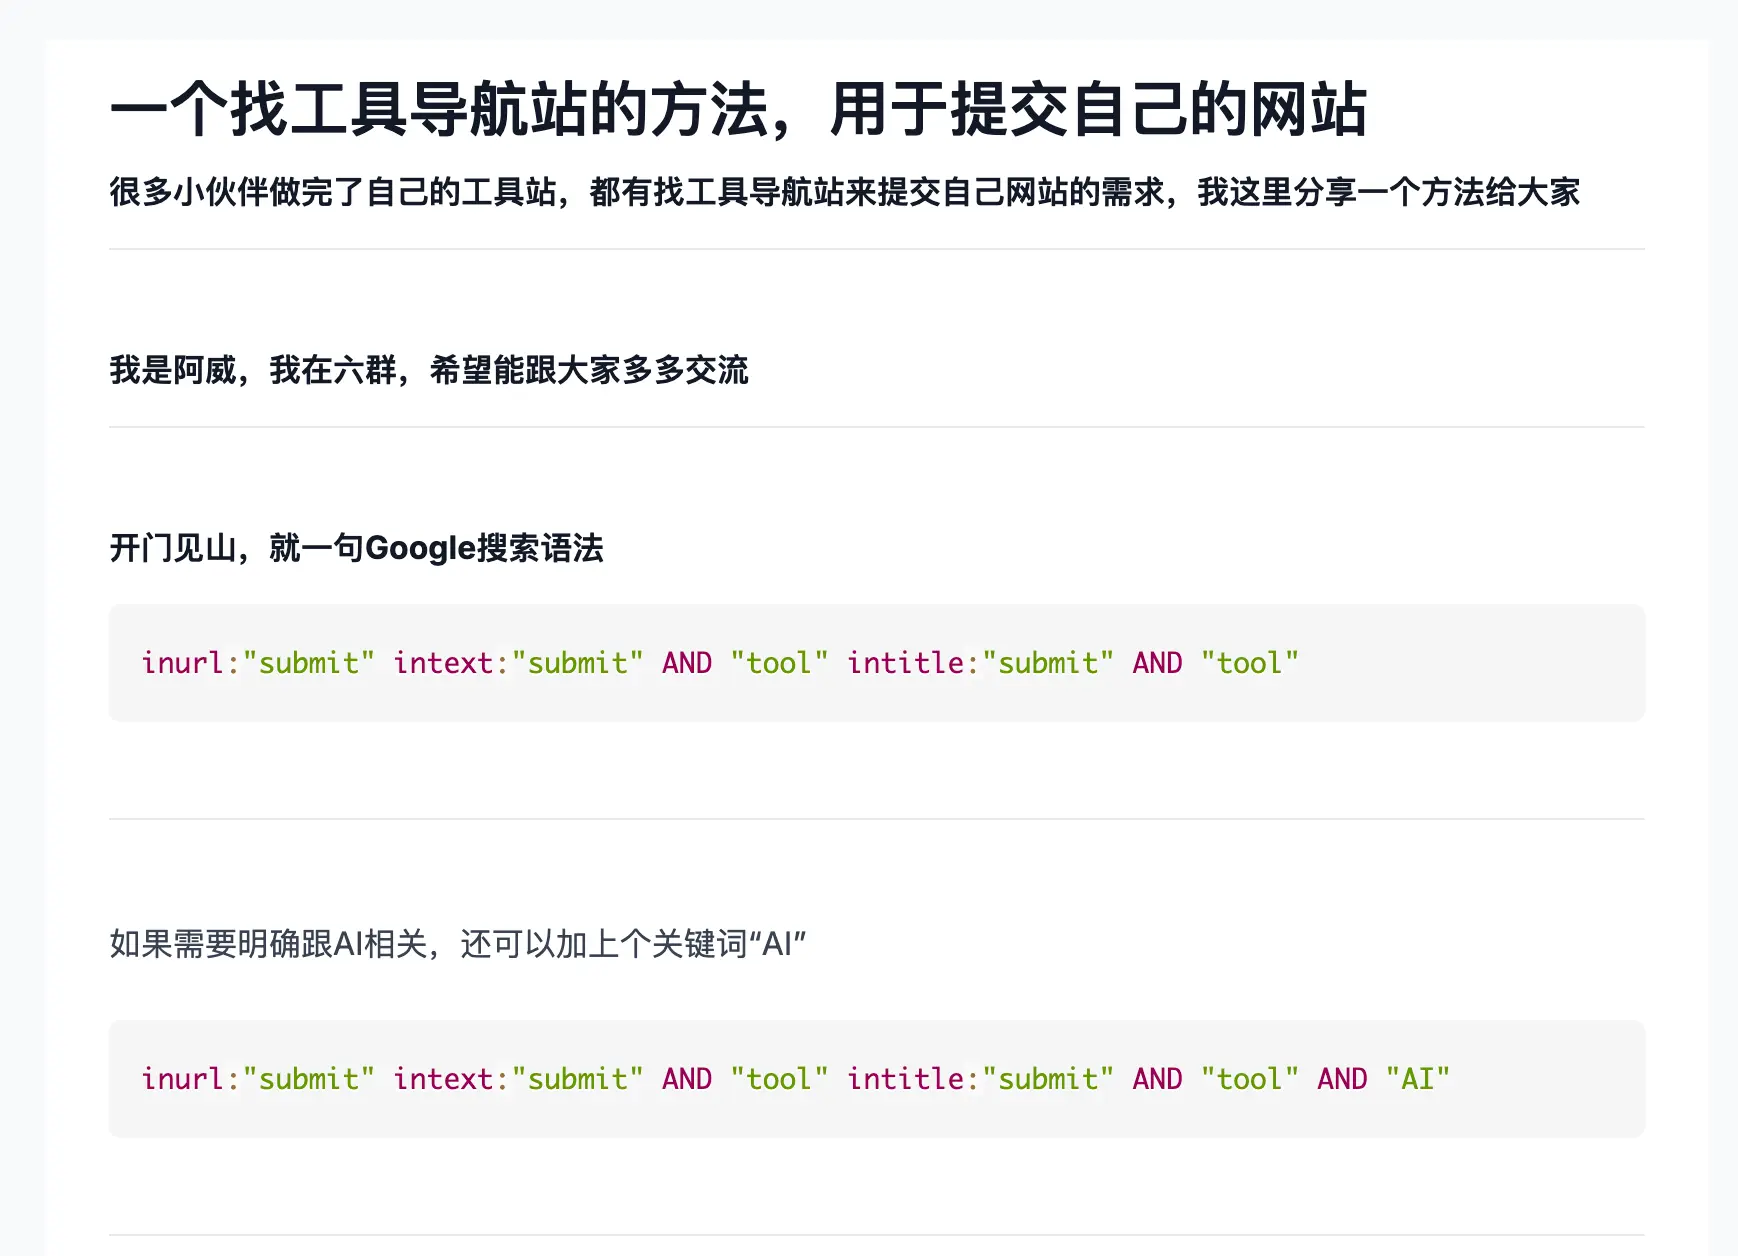 一个找工具导航站的方法，用于提交自己的网站
很多小伙伴做完了自己的工具站，都有找工具导航站来提交自己网站的需求，我这里分享一个方法给大家
我是阿威，我在六群，希望能跟大家多多交流
开门见山，就一句Google搜索语法
inurl:"submit" intext:"submit" AND "tool" intitle:"submit" AND "tool"
如果需要明确跟AI相关，还可以加上个关键词“AI”
inurl:"submit" intext:"submit" AND "tool" intitle:"submit" AND "tool" AND "AI"